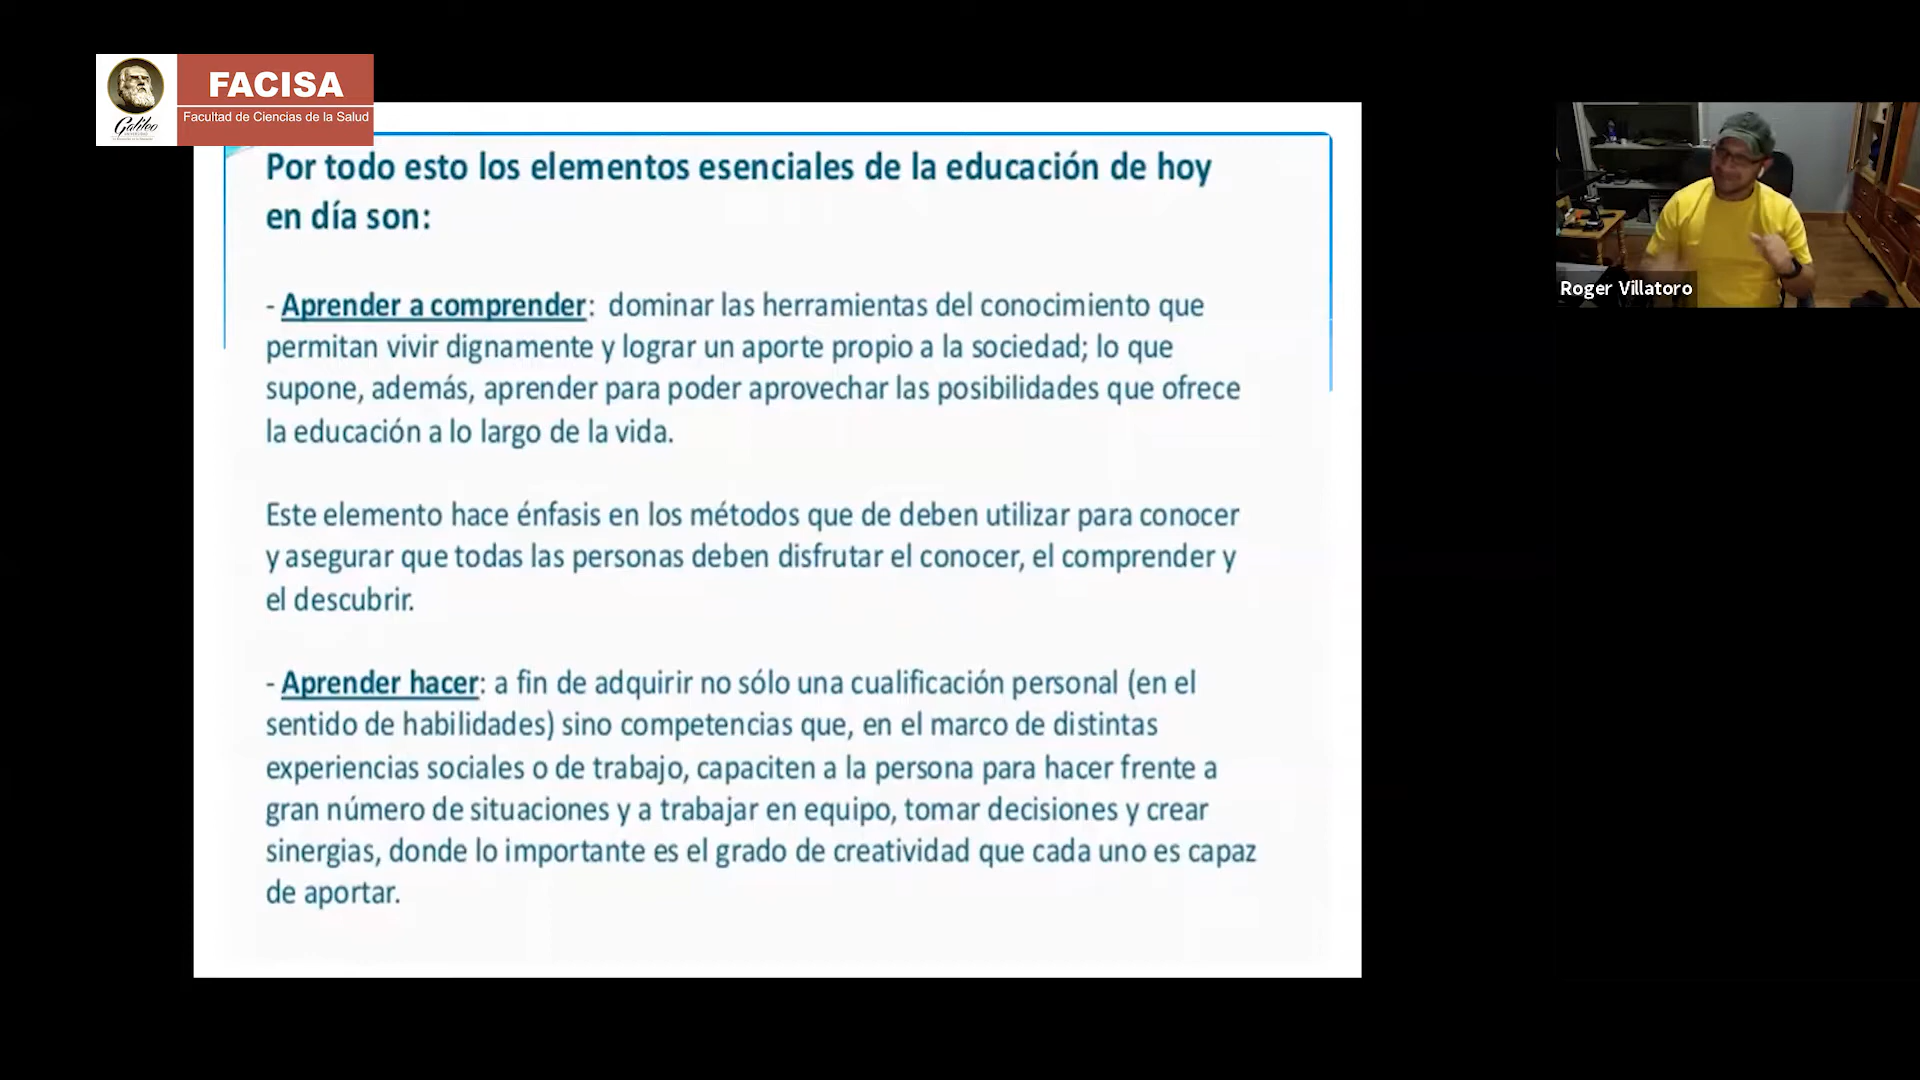 FACISA
Facultad de Ciencias de la Salud
Galileo
Por todo esto los elementos esenciales de la educación de hoy
en día son:
- Aprender a comprender: dominar las herramientas del conocimiento que
permitan vivir dignamente y lograr un aporte propio a la sociedad; lo que
supone, además, aprender para poder aprovechar las posibilidades que ofrece
la educación a lo largo de la vida.
Este elemento hace énfasis en los métodos que de deben utilizar para conocer
y asegurar que todas las personas deben disfrutar el conocer, el comprender y
el descubrir.
- Aprender hacer: a fin de adquirir no sólo una cualificación personal (en el
sentido de habilidades) sino competencias que, en el marco de distintas
experiencias sociales o de trabajo, capaciten a la persona para hacer frente a
gran número de situaciones y a trabajar en equipo, tomar decisiones y crear
sinergias, donde lo importante es el grado de creatividad que cada uno es capaz
de aportar.
Roger Villatoro